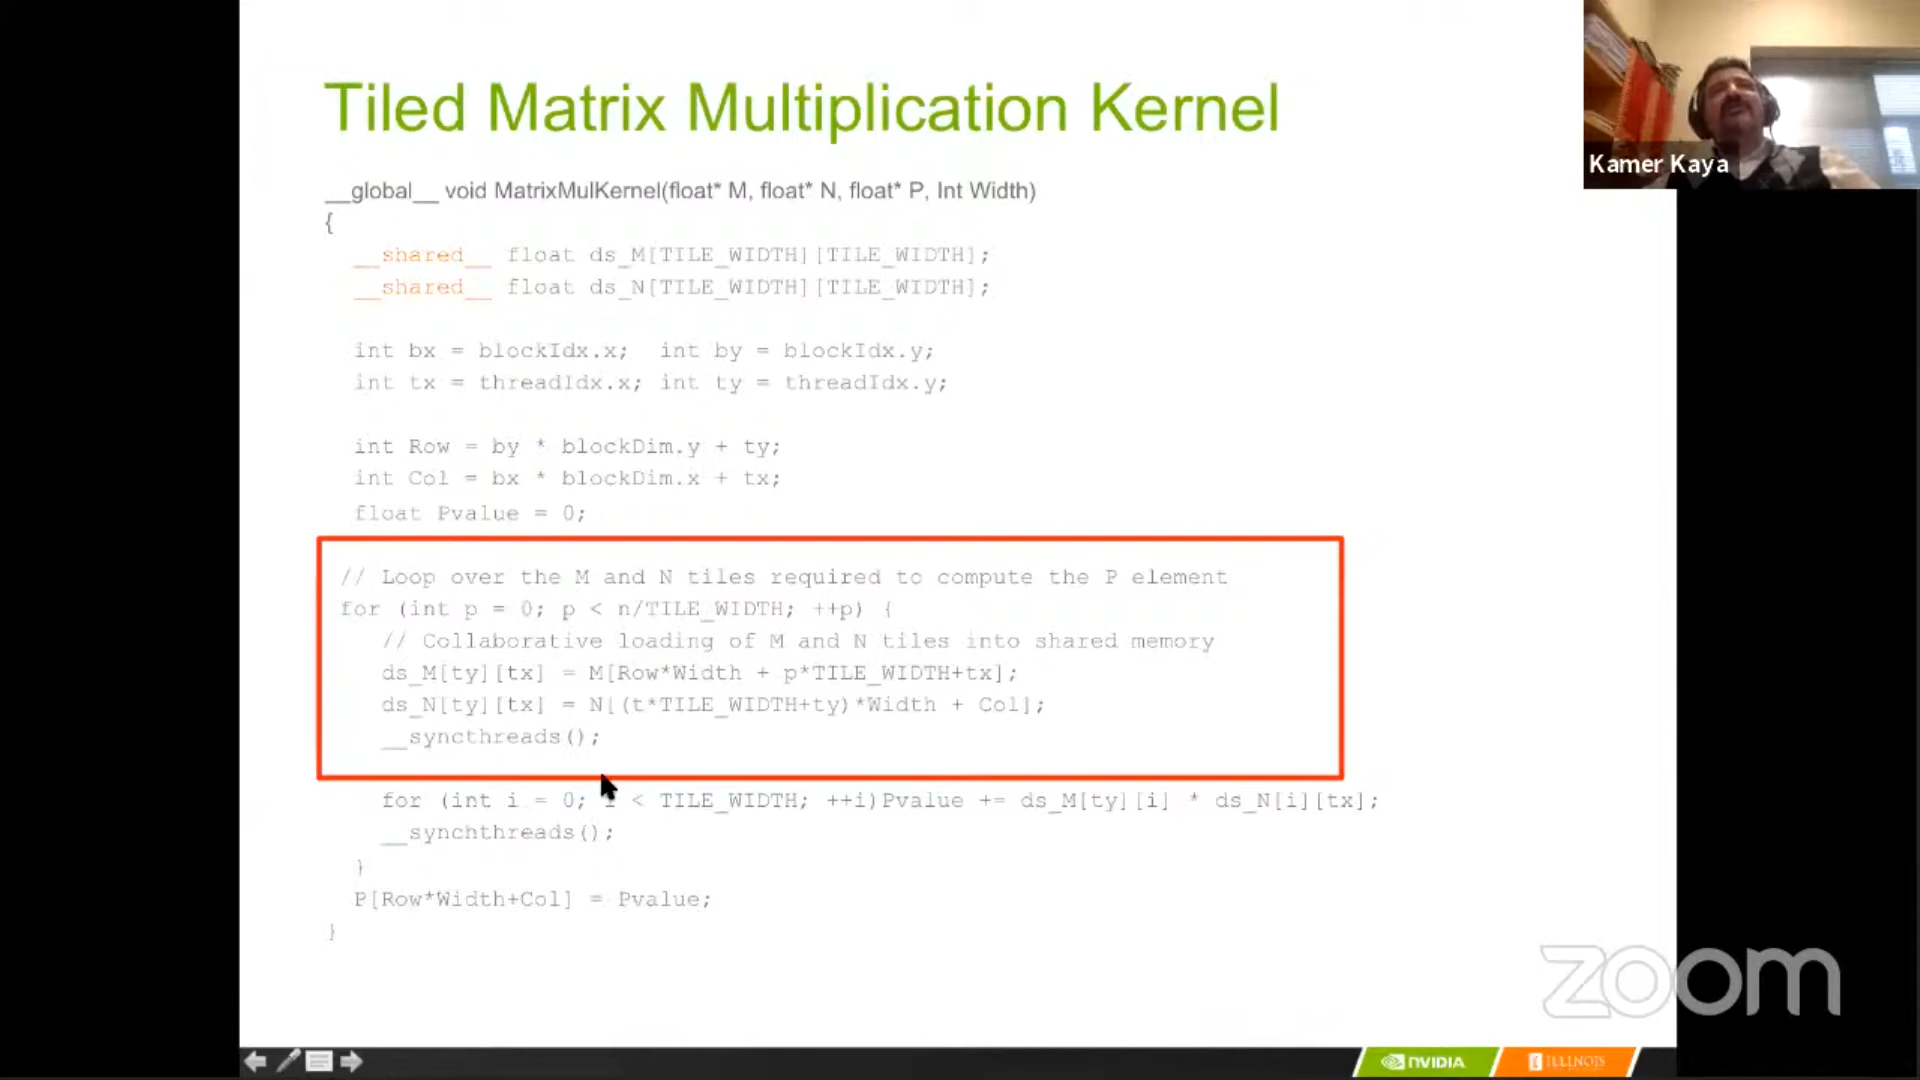 Tiled Matrix Multiplication Kernel
Kamer Kaya
__global__ void MatrixMulKernel(float* M, float* N, float* P, Int Width)
{
__shared__ float ds_M[TILE_WIDTH][TILE_WIDTH];
__shared__ float ds_N[TILE_WIDTH][TILE_WIDTH];
int bx = blockIdx.x; int by = blockIdx.y;
int tx = threadIdx.x; int ty = threadIdx.y;
int Row = by * blockDim.y + ty;
int Col = bx * blockDim.x + tx;
float Pvalue = 0;
// Loop over the M and N tiles required to compute the P element
for (int p = 0; p < n/TILE_WIDTH; ++p) {
// Collaborative loading of M and N tiles into shared memory
ds_M[ty][tx] = M[Row*Width + p*TILE_WIDTH+tx];
ds_N[ty][tx] = N[(t*TILE_WIDTH+ty)*Width + Col];
__syncthreads();
for (int i = 0; i < TILE_WIDTH; ++i)Pvalue += ds_M[ty][i] * ds_N[i][tx];
__synchthreads();
}
P[Row*Width+Col] = Pvalue;
}
zoom
NVIDIA
ILLINOIS